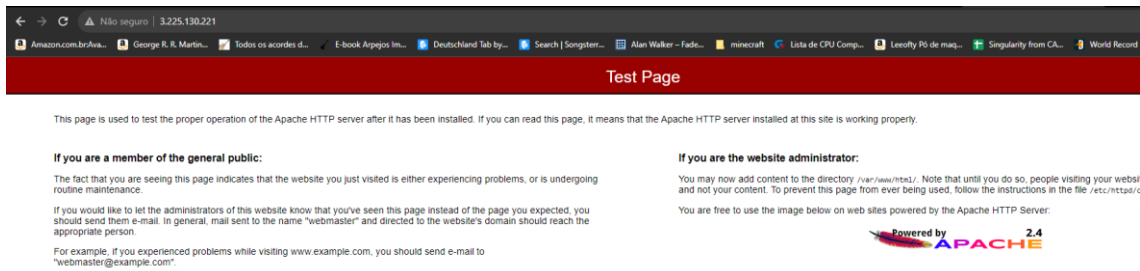 Não seguro | 3.225.130.221
Amazon.com.br:Ava... George R. R. Martin... Todos os acordes d... E-book Arpejos Im... Deutschland Tab by... Search | Songsterr... Alan Walker – Fade... minecraft Lista de CPU Comp... Leeofty Pó de maq... Singularity from CA... World Record
Test Page
This page is used to test the proper operation of the Apache HTTP server after it has been installed. If you can read this page, it means that the Apache HTTP server installed at this site is working properly.
If you are a member of the general public:
The fact that you are seeing this page indicates that the website you just visited is either experiencing problems, or is undergoing
routine maintenance.
If you would like to let the administrators of this website know that you've seen this page instead of the page you expected, you
should send them e-mail. In general, mail sent to the name "webmaster" and directed to the website's domain should reach the
appropriate person.
For example, if you experienced problems while visiting www.example.com, you should send e-mail to
"webmaster@example.com".
If you are the website administrator:
You may now add content to the directory /var/www/html/. Note that until you do so, people visiting your websi
and not your content. To prevent this page from ever being used, follow the instructions in the file /etc/httpd/c
You are free to use the image below on web sites powered by the Apache HTTP Server:
Powered by 2.4
APACHE